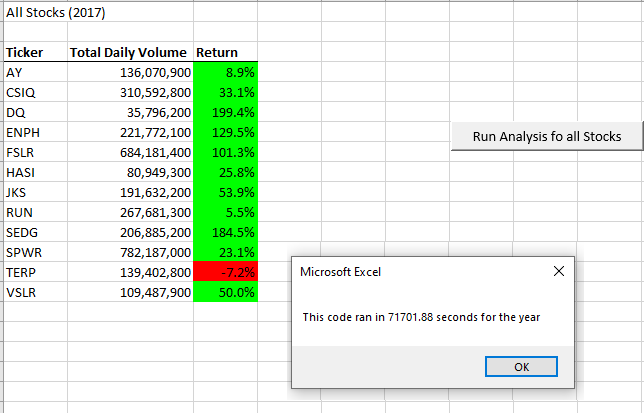 All Stocks (2017)
Ticker Total Daily Volume Return
AY 136,070,900 8.9%
CSIQ 310,592,800 33.1%
DQ 35,796,200 199.4%
ENPH 221,772,100 129.5%
FSLR 684,181,400 101.3%
HASI 80,949,300 25.8%
JKS 191,632,200 53.9%
RUN 267,681,300 5.5%
SEDG 206,885,200 184.5%
SPWR 782,187,000 23.1%
TERP 139,402,800 -7.2%
VSLR 109,487,900 50.0%
Run Analysis fo all Stocks
Microsoft Excel
This code ran in 71701.88 seconds for the year
OK